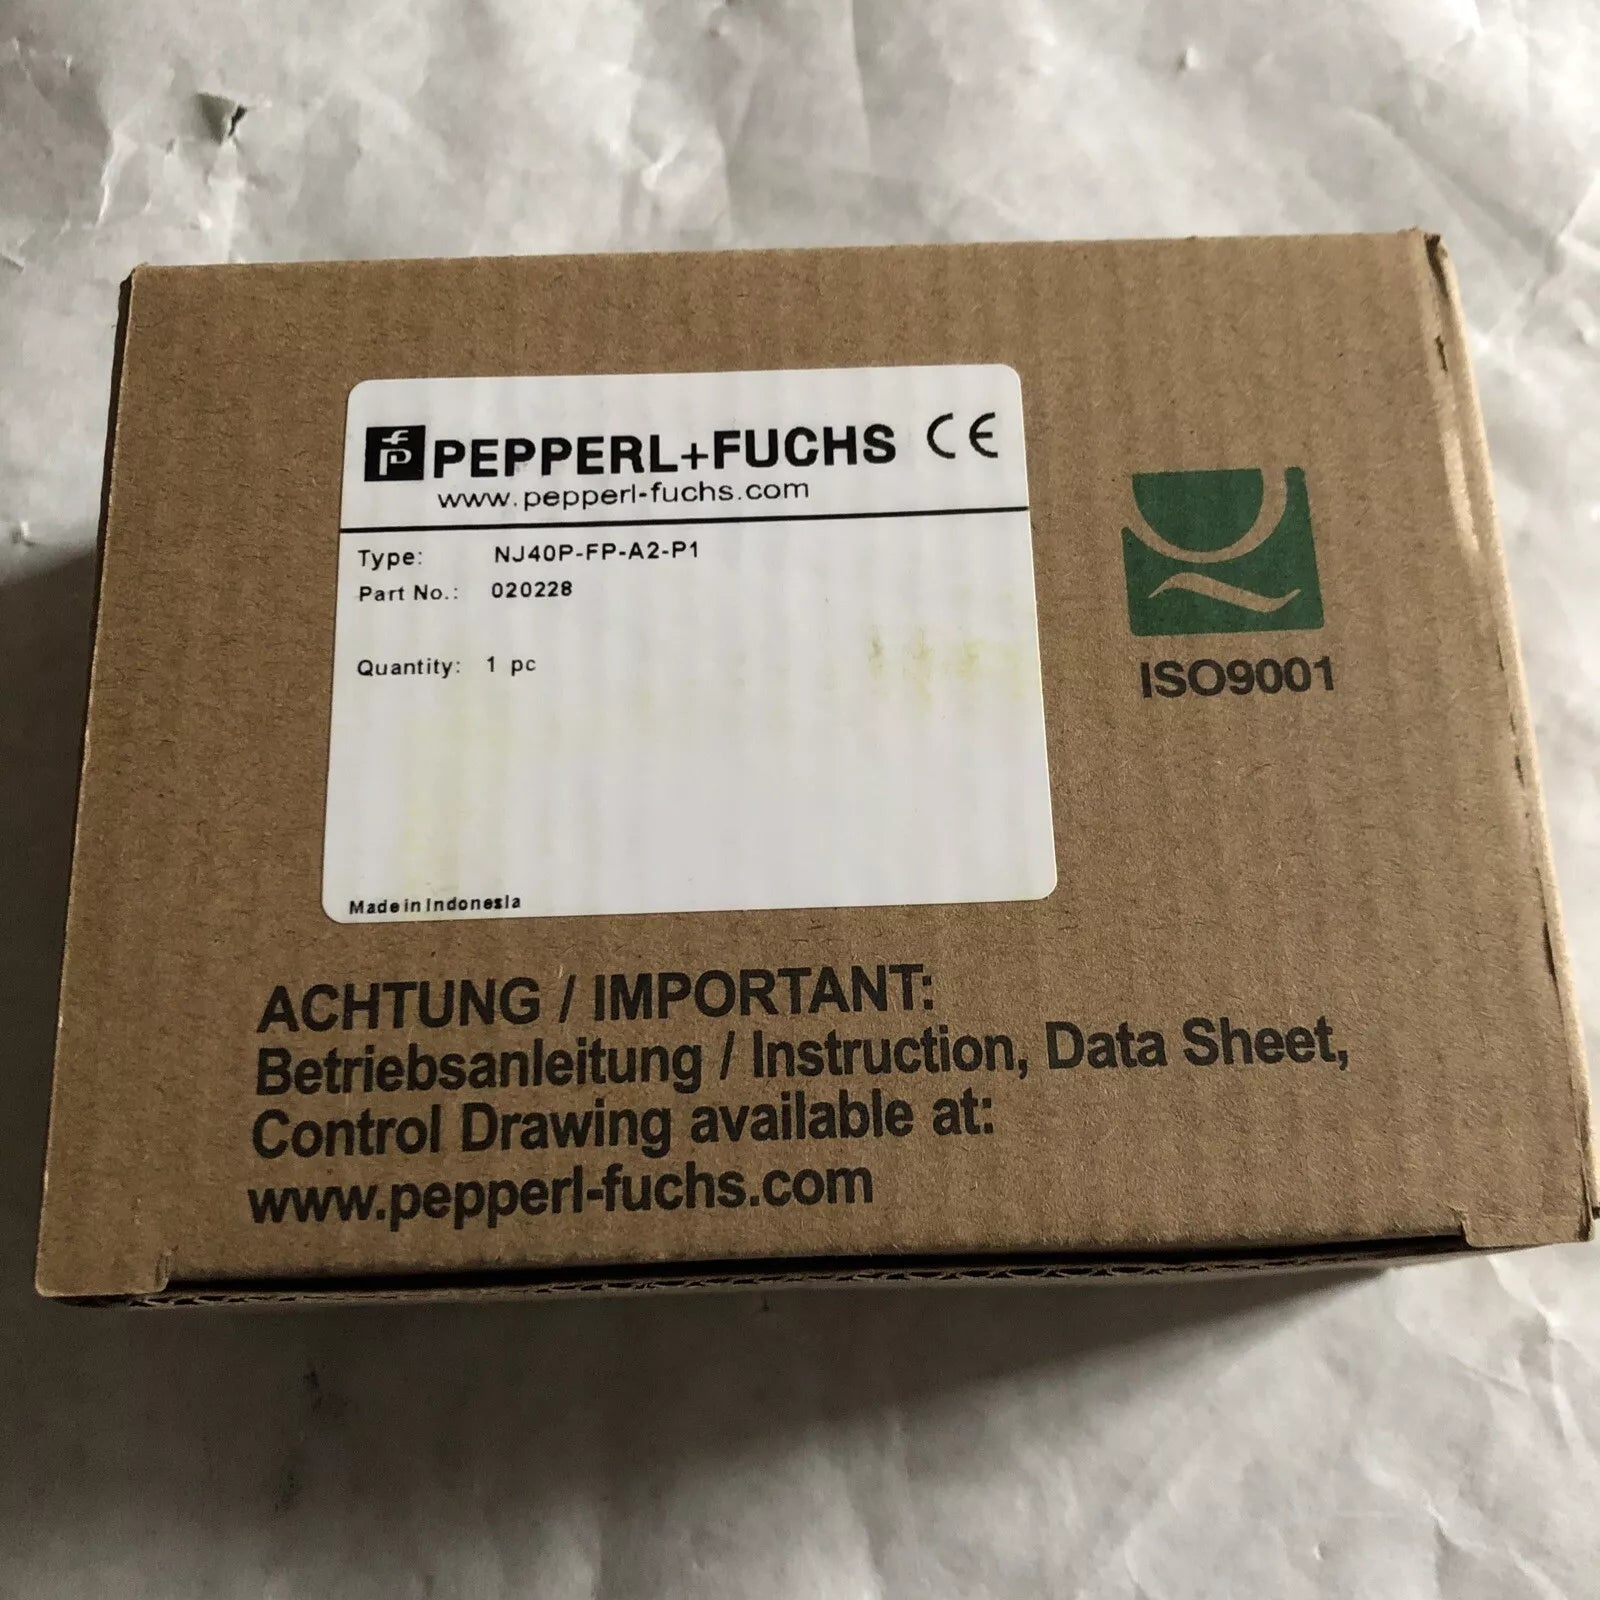 PEPPERL+FUCHS CE
www.pepperl-fuchs.com
Type: NJ40P-FP-A2-P1
Part No.: 020228
Quantity: 1 pc
Made in Indonesia
ISO9001
ACHTUNG / IMPORTANT:
Betriebsanleitung / Instruction, Data Sheet,
Control Drawing available at:
www.pepperl-fuchs.com